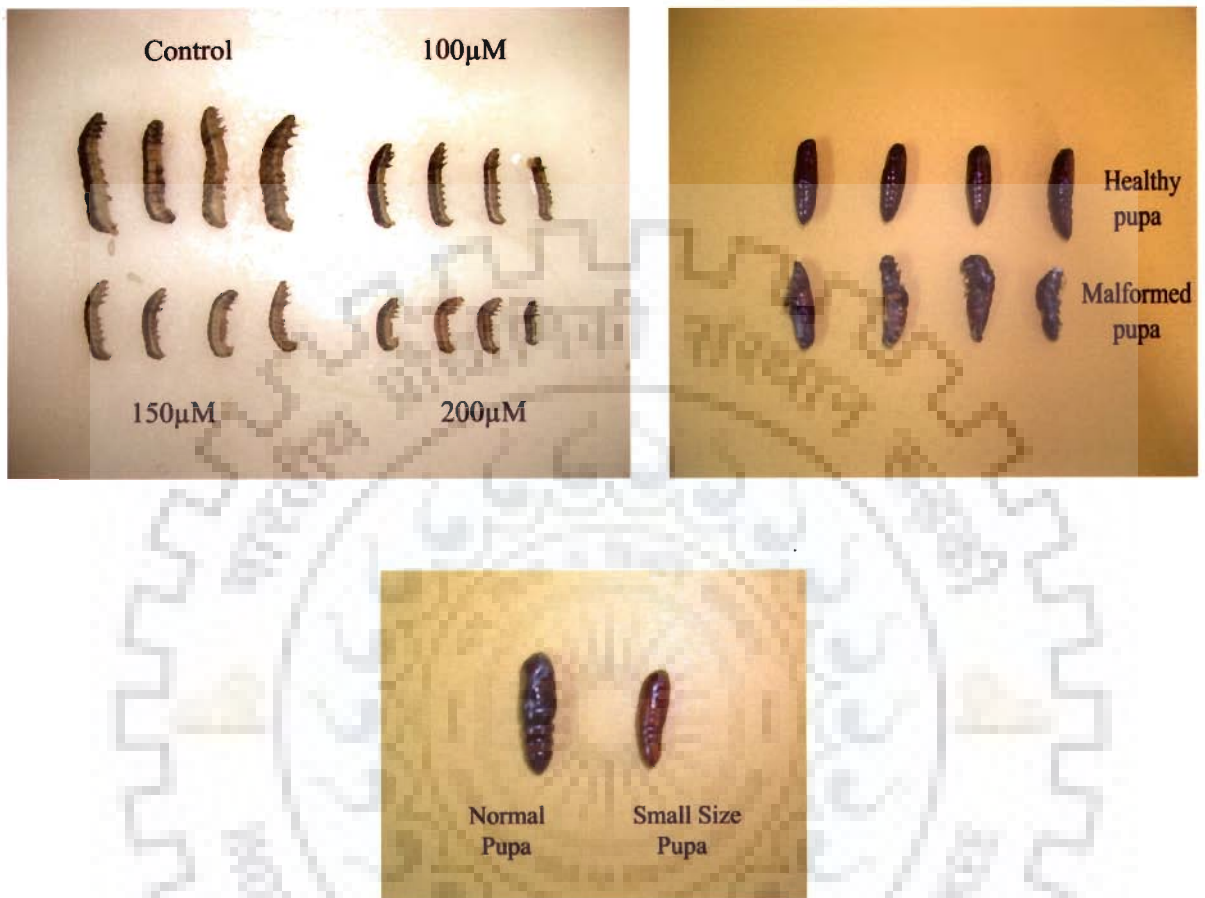 Control
100µM
150µM
200µM
Healthy
pupa
Malformed
pupa
Normal
Pupa
Small Size
Pupa